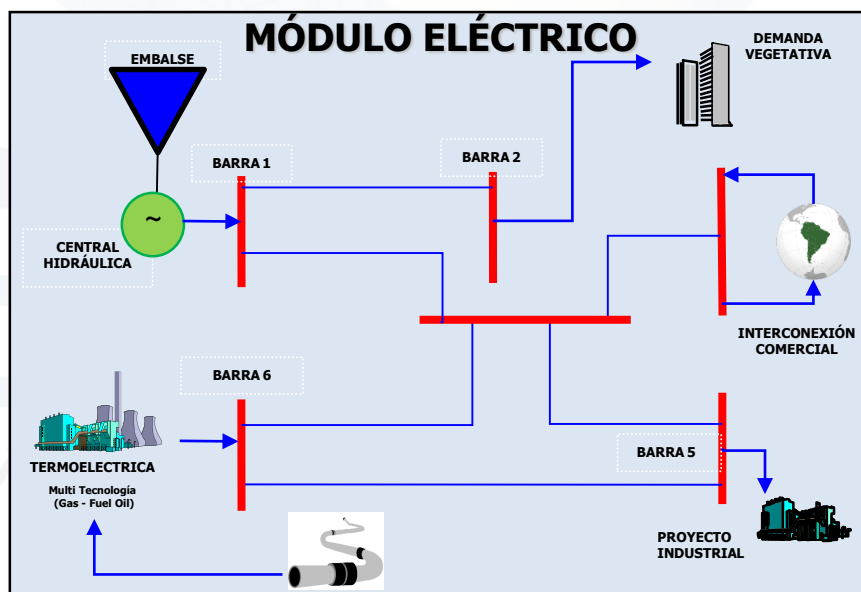 MÓDULO ELÉCTRICO
EMBALSE
DEMANDA
VEGETATIVA
BARRA 1
BARRA 2
~
CENTRAL
HIDRÁULICA
INTERCONEXIÓN
COMERCIAL
BARRA 6
BARRA 5
TERMOELECTRICA
Multi Tecnología
(Gas - Fuel Oil)
PROYECTO
INDUSTRIAL